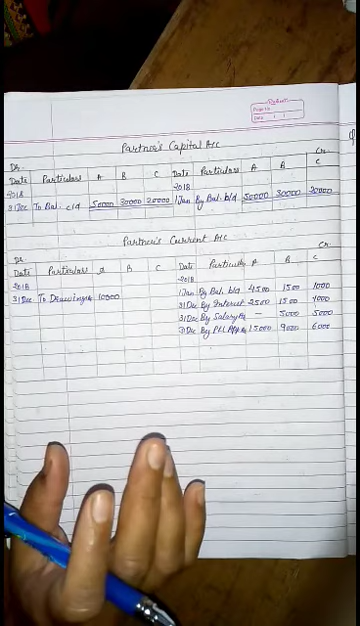 Page No
Date / /
Partner's Capital A/c
Dr. Cr.
Date Particulars A B C Date Particulars A B C
2018 2018
31 Dec To Bal. c/d 50000 30000 20000 1 Jan By Bal. b/d 50000 30000 20000
Partner's Current A/c
Dr. Cr.
Date Particulars A B C Date Particulars A B C
2018 2018
31 Dec To Drawings 10000 1 Jan By Bal. b/d 4500 1500 1000
31 Dec By Interest 2500 1500 1000
31 Dec By Salary — 5000 5000
31 Dec By P/L App 15000 9000 6000